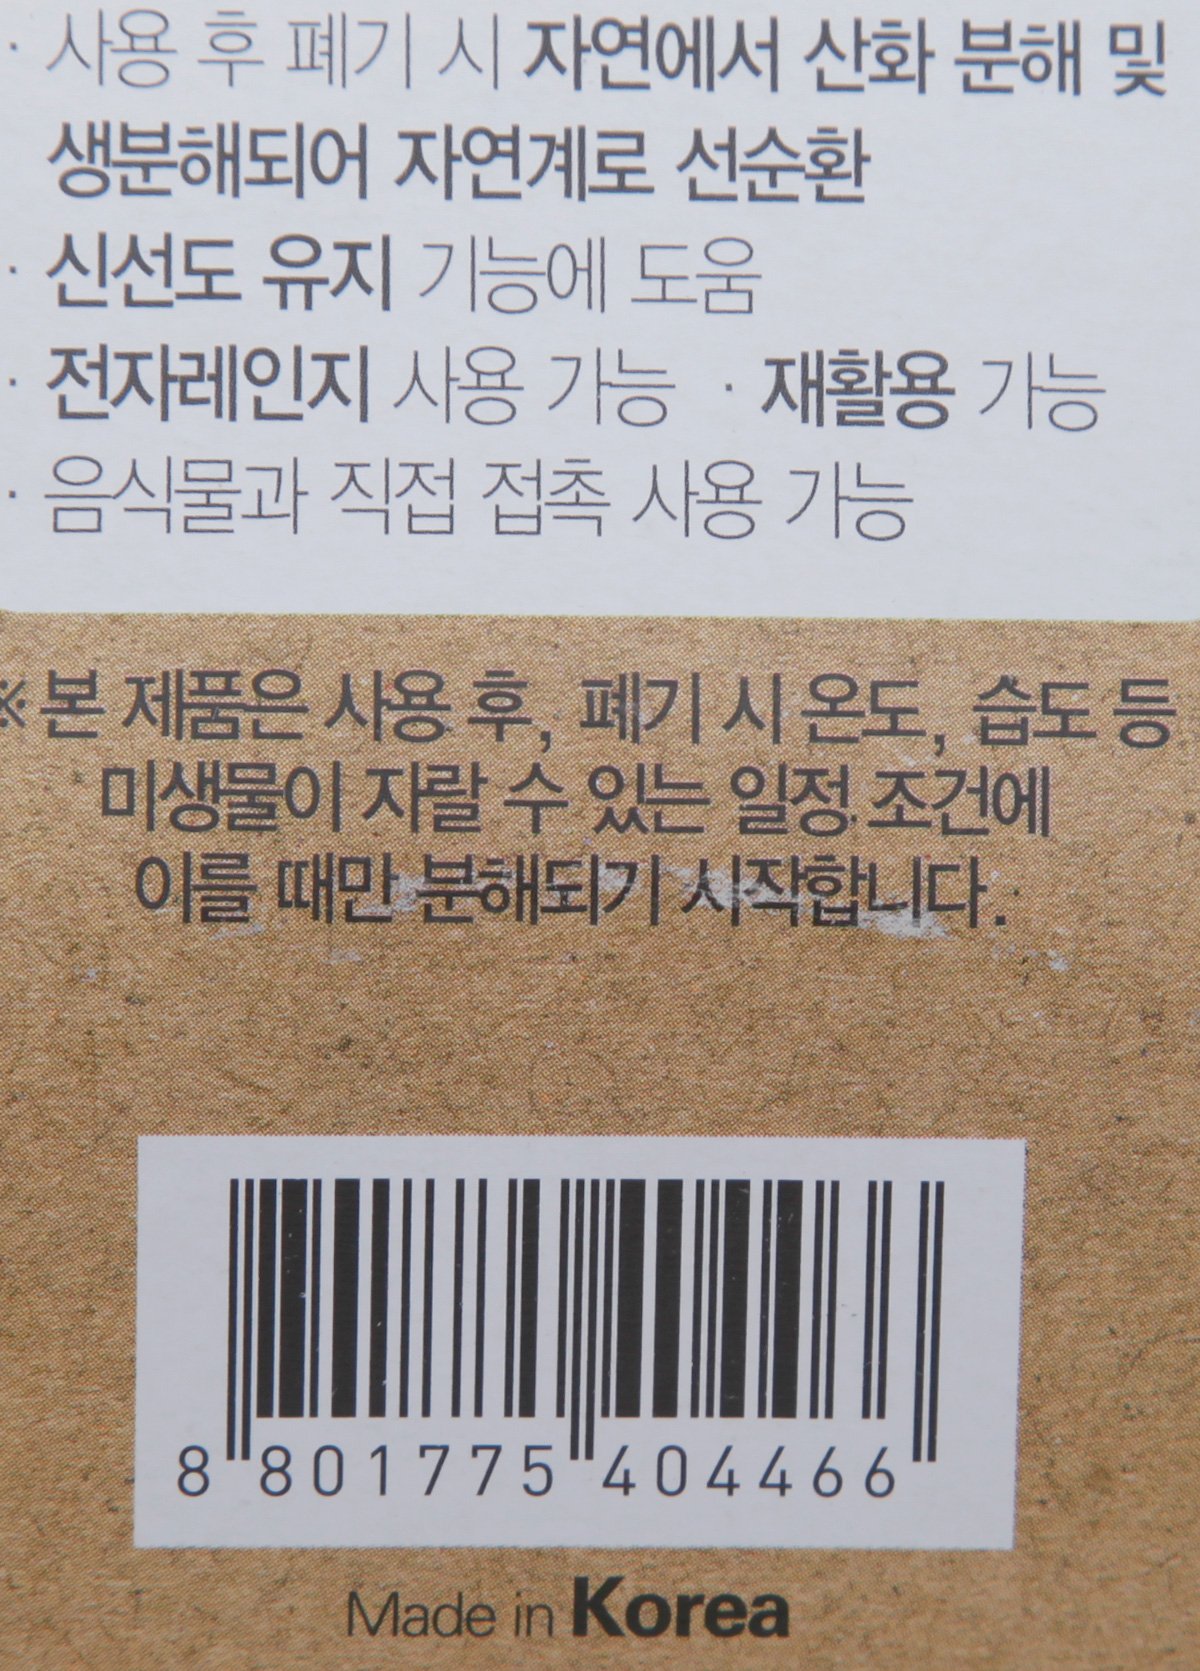 · 사용 후 폐기 시 자연에서 산화 분해 및
생분해되어 자연계로 선순환
· 신선도 유지 기능에 도움
· 전자레인지 사용 가능 · 재활용 가능
· 음식물과 직접 접촉 사용 가능
※ 본 제품은 사용 후, 폐기 시 온도, 습도 등
미생물이 자랄 수 있는 일정 조건에
이를 때만 분해되기 시작합니다.
8 801775 404466
Made in Korea